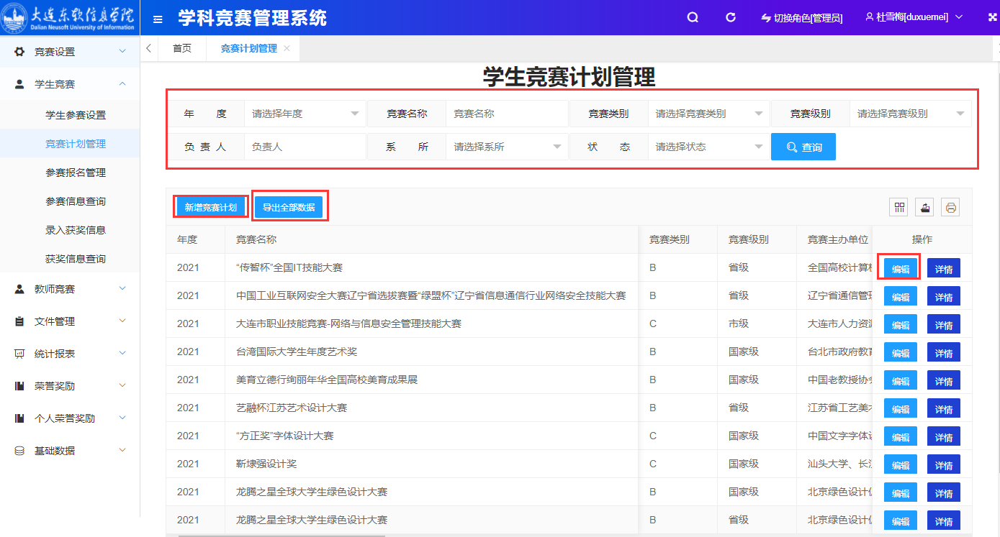 大连东软信息学院
Dalian Neusoft University of Information
学科竞赛管理系统
切换角色[管理员]
杜雪梅[duxuemei]
竞赛设置
学生竞赛
学生参赛设置
竞赛计划管理
参赛报名管理
参赛信息查询
录入获奖信息
获奖信息查询
教师竞赛
文件管理
统计报表
荣誉奖励
个人荣誉奖励
基础数据
首页
竞赛计划管理
学生竞赛计划管理
年 度 请选择年度 竞赛名称 竞赛名称 竞赛类别 请选择竞赛类别 竞赛级别 请选择竞赛级别
负 责 人 负责人 系 所 请选择系所 状 态 请选择状态 查询
新增竞赛计划 导出全部数据
年度 竞赛名称 竞赛类别 竞赛级别 竞赛主办单位 操作
2021 “传智杯”全国IT技能大赛 B 省级 全国高校计算机 编辑 详情
2021 中国工业互联网安全大赛辽宁省选拔赛暨“绿盟杯”辽宁省信息通信行业网络安全技能大赛 B 省级 辽宁省通信管理 编辑 详情
2021 大连市职业技能竞赛-网络与信息安全管理技能大赛 C 市级 大连市人力资源 编辑 详情
2021 台湾国际大学生年度艺术奖 B 国家级 台北市政府教育 编辑 详情
2021 美育立德行绚丽年华全国高校美育成果展 B 国家级 中国老教授协会 编辑 详情
2021 艺融杯江苏艺术设计大赛 B 省级 江苏省工艺美术 编辑 详情
2021 “方正奖”字体设计大赛 C 国家级 中国文字字体设 编辑 详情
2021 靳埭强设计奖 C 国家级 汕头大学、长江 编辑 详情
2021 龙腾之星全球大学生绿色设计大赛 B 国家级 北京绿色设计 编辑 详情
2021 龙腾之星全球大学生绿色设计大赛 B 省级 北京绿色设计 编辑 详情